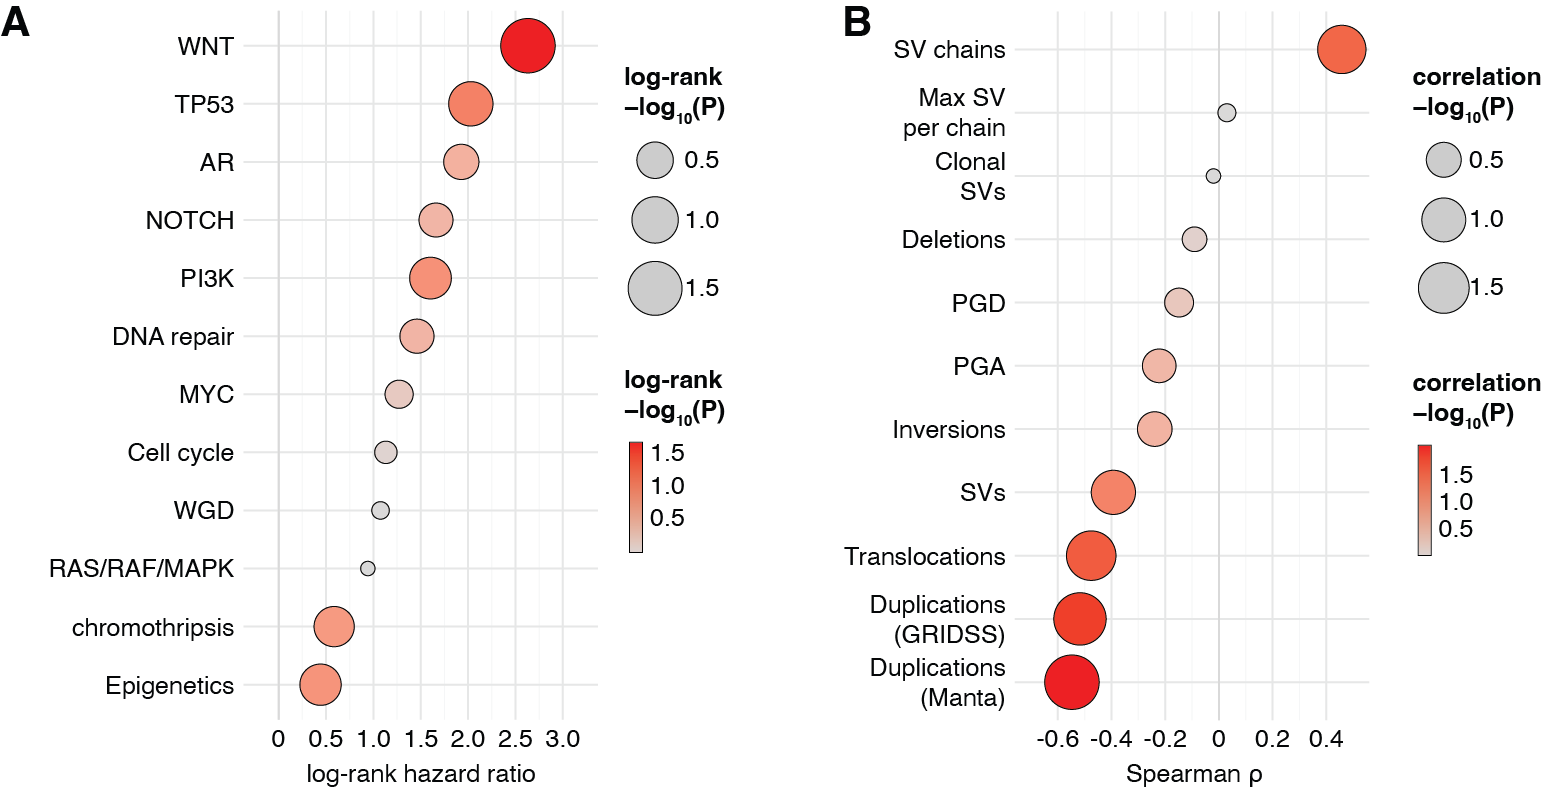 A
WNT
TP53
AR
NOTCH
PI3K
DNA repair
MYC
Cell cycle
WGD
RAS/RAF/MAPK
chromothripsis
Epigenetics
0 0.5 1.0 1.5 2.0 2.5 3.0
log-rank hazard ratio
log-rank
–log10(P)
0.5
1.0
1.5
log-rank
–log10(P)
1.5
1.0
0.5
B
SV chains
Max SV
per chain
Clonal
SVs
Deletions
PGD
PGA
Inversions
SVs
Translocations
Duplications
(GRIDSS)
Duplications
(Manta)
-0.6 -0.4 -0.2 0 0.2 0.4
Spearman ρ
correlation
–log10(P)
0.5
1.0
1.5
correlation
–log10(P)
1.5
1.0
0.5